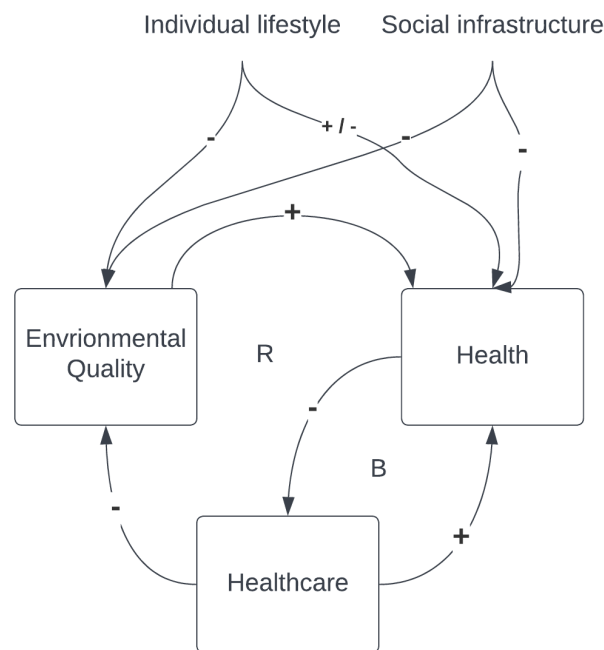 Individual lifestyle
Social infrastructure
-
+ / -
-
-
+
Envrionmental
Quality
R
Health
-
B
-
+
Healthcare